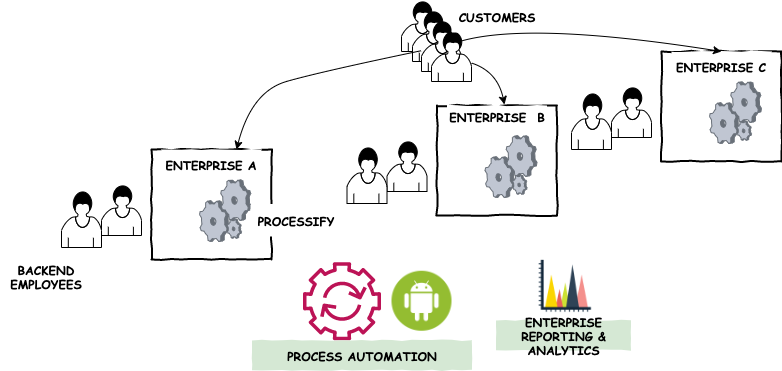 CUSTOMERS
ENTERPRISE C
ENTERPRISE B
ENTERPRISE A
PROCESSIFY
BACKEND
EMPLOYEES
PROCESS AUTOMATION
ENTERPRISE
REPORTING &
ANALYTICS